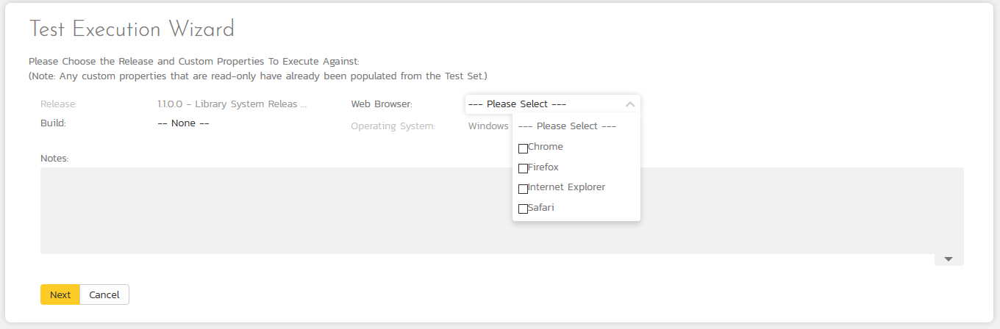 Test Execution Wizard
Please Choose the Release and Custom Properties To Execute Against:
(Note: Any custom properties that are read-only have already been populated from the Test Set.)
Release: 1.1.0.0 - Library System Releas ... Web Browser: --- Please Select ---
Build: -- None -- Operating System: Windows
--- Please Select ---
Chrome
Firefox
Internet Explorer
Safari
Notes:
Next Cancel